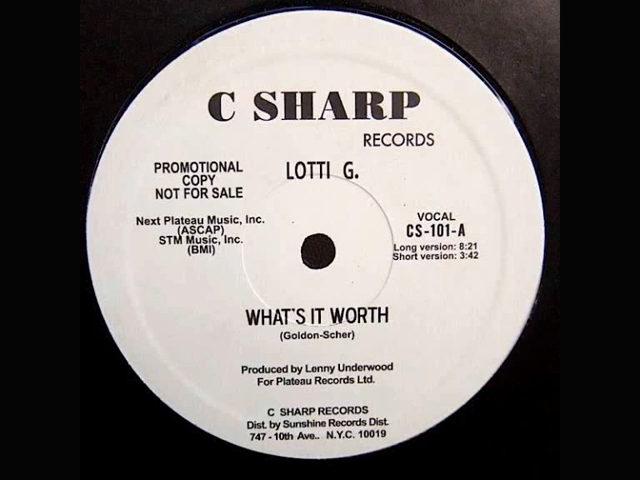 C SHARP
RECORDS
PROMOTIONAL
COPY
NOT FOR SALE
LOTTI G.
Next Plateau Music, Inc.
(ASCAP)
STM Music, Inc.
(BMI)
VOCAL
CS-101-A
Long version: 8:21
Short version: 3:42
WHAT'S IT WORTH
(Goldon-Scher)
Produced by Lenny Underwood
For Plateau Records Ltd.
C SHARP RECORDS
Dist. by Sunshine Records Dist.
747 - 10th Ave.. N.Y.C. 10019